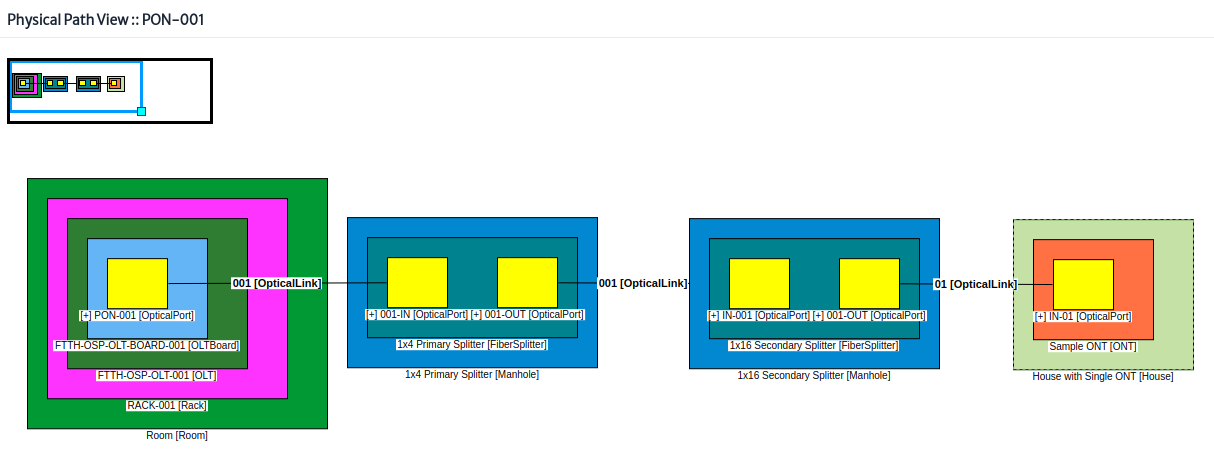 Physical Path View :: PON-001
001 [OpticalLink]
[+] PON-001 [OpticalPort]
FTTH-OSP-OLT-BOARD-001 [OLTBoard]
FTTH-OSP-OLT-001 [OLT]
RACK-001 [Rack]
Room [Room]
[+] 001-IN [OpticalPort] [+] 001-OUT [OpticalPort]
1x4 Primary Splitter [FiberSplitter]
1x4 Primary Splitter [Manhole]
001 [OpticalLink]
[+] IN-001 [OpticalPort] [+] 001-OUT [OpticalPort]
1x16 Secondary Splitter [FiberSplitter]
1x16 Secondary Splitter [Manhole]
01 [OpticalLink]
[+] IN-01 [OpticalPort]
Sample ONT [ONT]
House with Single ONT [House]